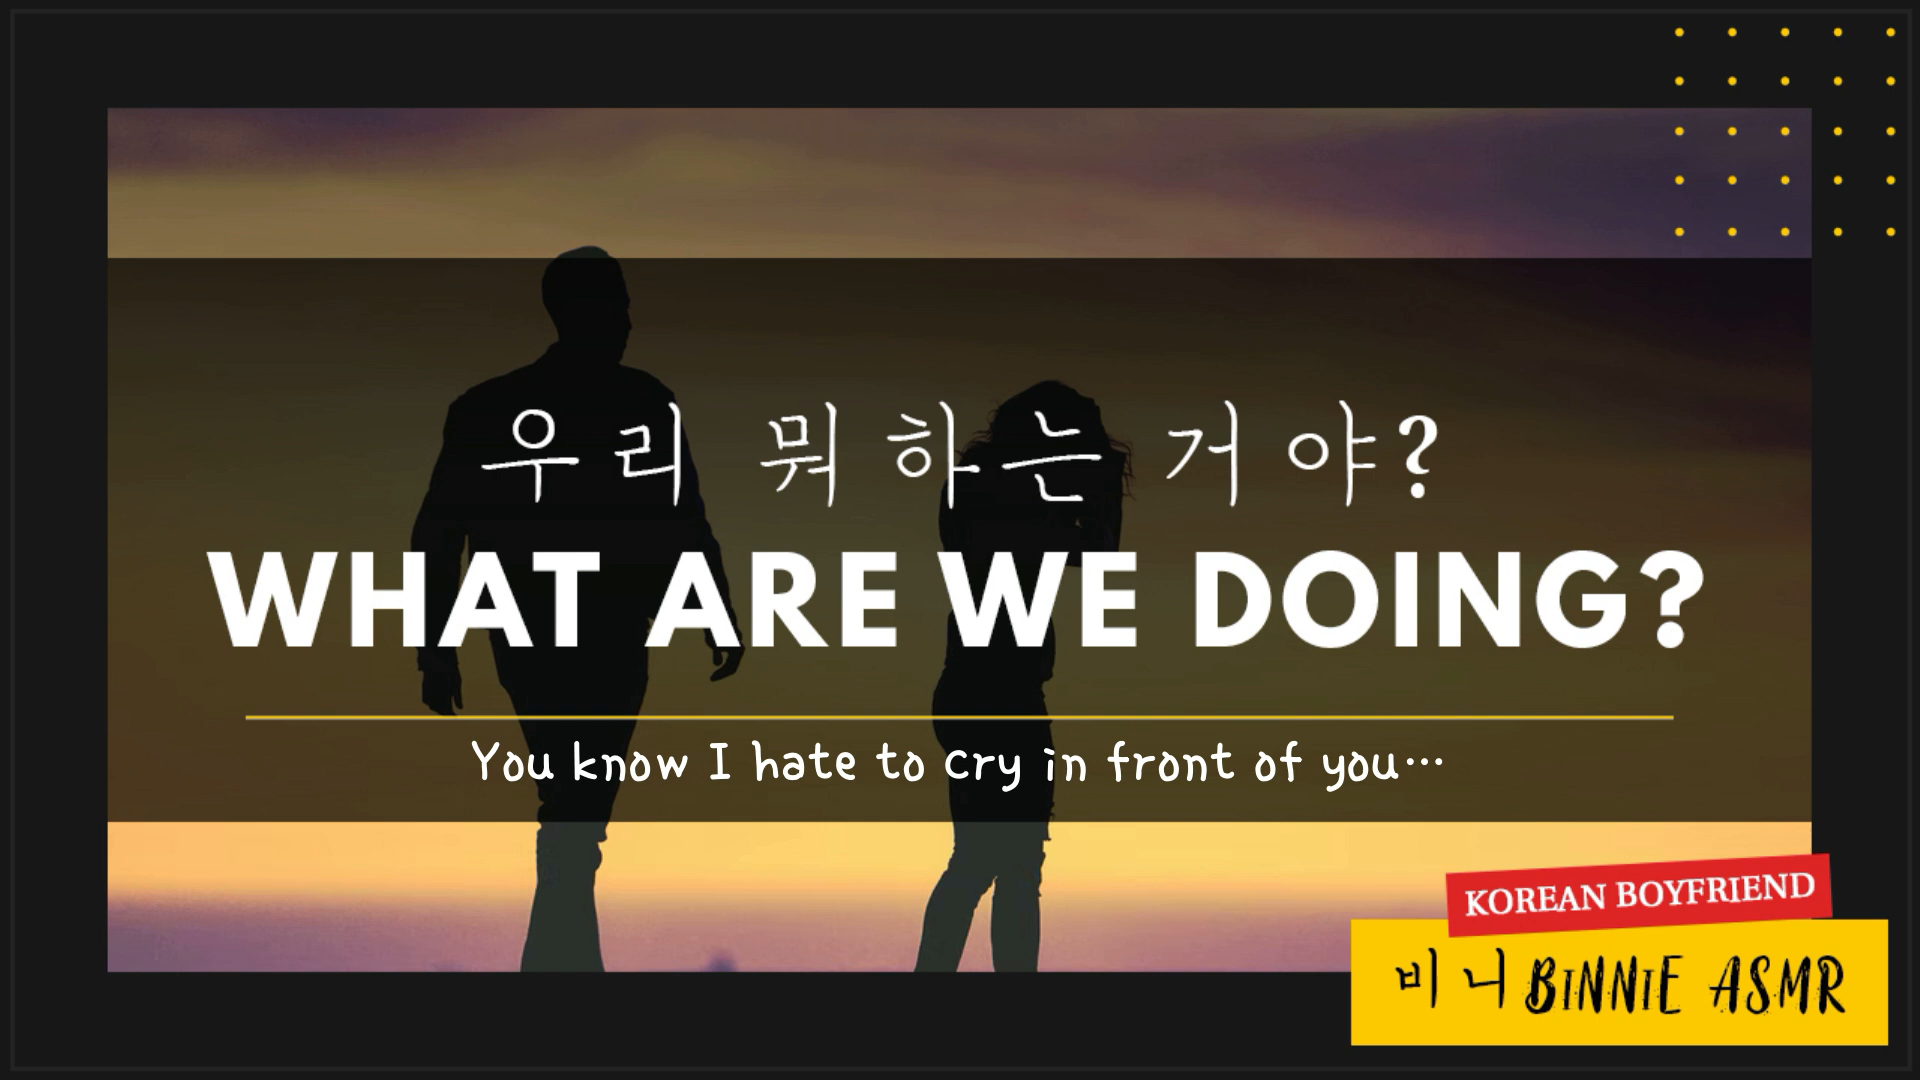 우리 뭐하는 거야?
WHAT ARE WE DOING?
You know I hate to cry in front of you…
KOREAN BOYFRIEND
비니 BINNIE ASMR